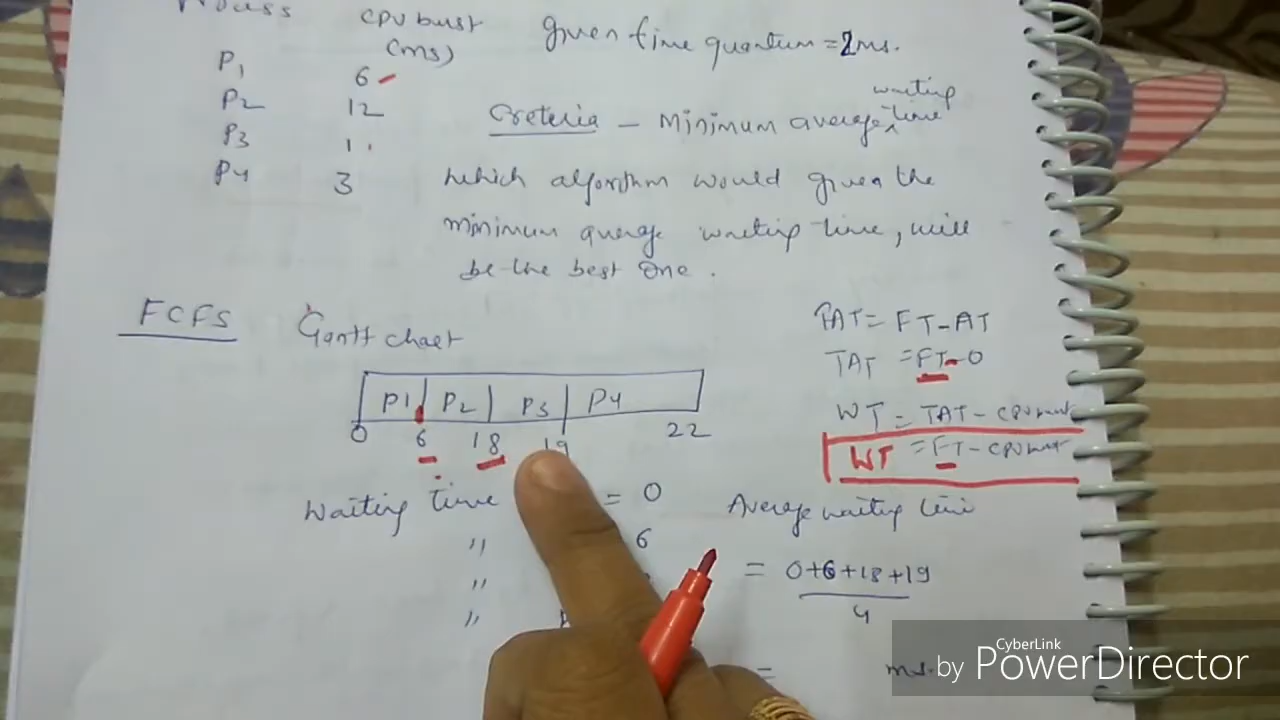 Process CPU burst Given time quantum = 2ms.
(ms)
P1 6
P2 12
P3 1
P4 3
waiting
Creteria – Minimum average ^ time
Which algorithm would given the
minimum average waiting time, will
be the best one.
FCFS Gantt chart
P1 P2 P3 P4
0 6 18 19 22
TAT = FT - AT
TAT = FT - 0
WT = TAT - CPU burst
WT = FT - CPU burst
Waiting time = 0
" 6
"
"
Average waiting time
= 0+6+18+19
4
= ms.
CyberLink
by PowerDirector